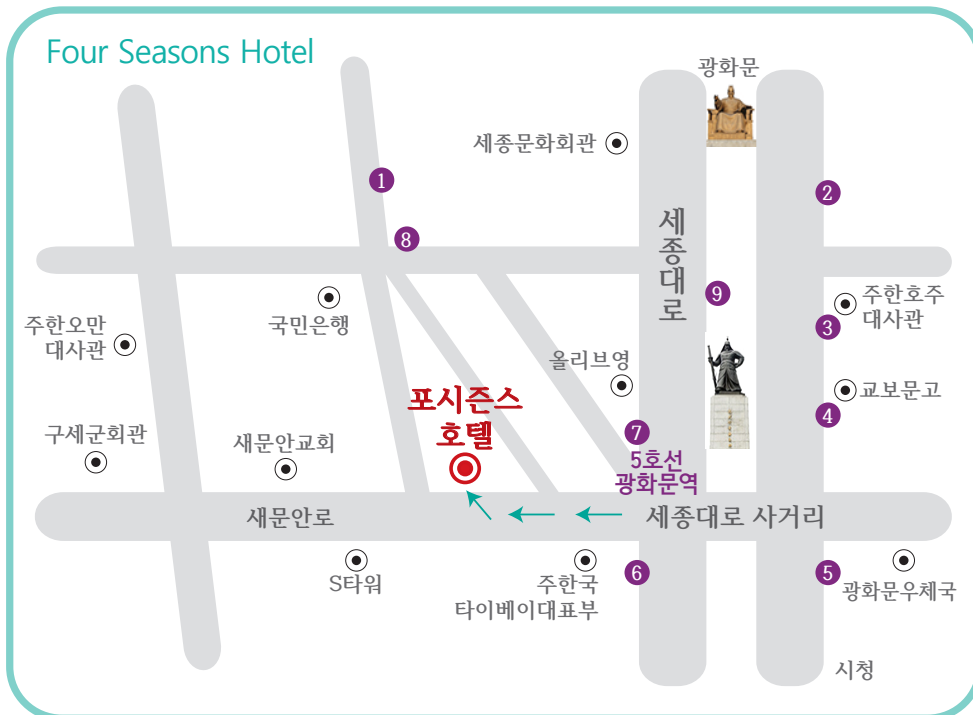 Four Seasons Hotel
광화문
세종문화회관
1
2
8
세종대로
9
국민은행
주한호주
대사관
3
주한오만
대사관
올리브영
포시즌스
호텔
교보문고
4
구세군회관
새문안교회
7
5호선
광화문역
새문안로
세종대로 사거리
S타워
주한국
타이베이대표부
6
5
광화문우체국
시청